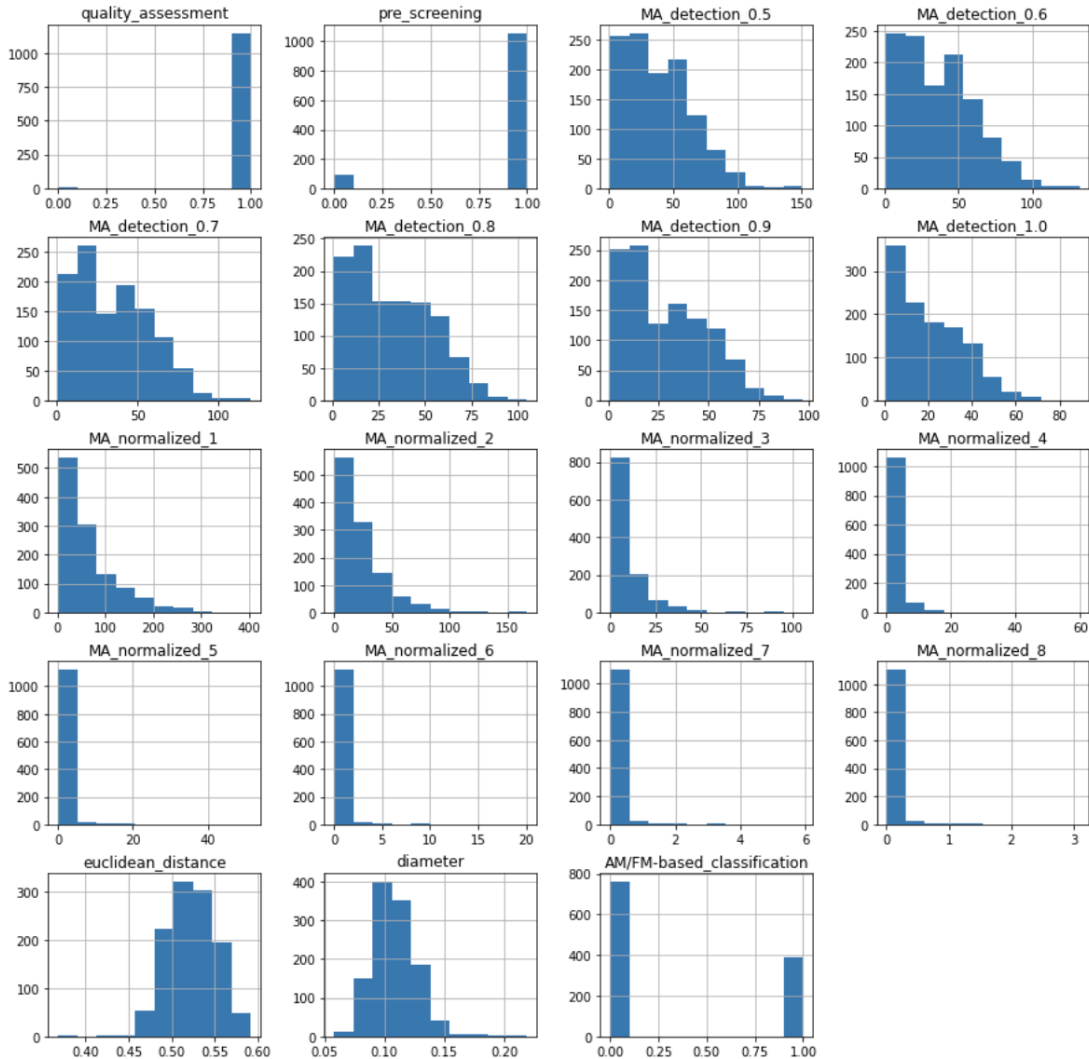 quality_assessment
1000
750
500
250
0
0.00 0.25 0.50 0.75 1.00
pre_screening
1000
800
600
400
200
0
0.00 0.25 0.50 0.75 1.00
MA_detection_0.5
250
200
150
100
50
0
0 50 100 150
MA_detection_0.6
250
200
150
100
50
0
0 50 100
MA_detection_0.7
250
200
150
100
50
0
0 50 100
MA_detection_0.8
250
200
150
100
50
0
0 25 50 75 100
MA_detection_0.9
250
200
150
100
50
0
0 25 50 75 100
MA_detection_1.0
300
200
100
0
0 20 40 60 80
MA_normalized_1
500
400
300
200
100
0
0 100 200 300 400
MA_normalized_2
500
400
300
200
100
0
0 50 100 150
MA_normalized_3
800
600
400
200
0
0 25 50 75 100
MA_normalized_4
1000
800
600
400
200
0
0 20 40 60
MA_normalized_5
1000
800
600
400
200
0
0 20 40
MA_normalized_6
1000
800
600
400
200
0
0 5 10 15 20
MA_normalized_7
1000
800
600
400
200
0
0 2 4 6
MA_normalized_8
1000
800
600
400
200
0
0 1 2 3
euclidean_distance
300
200
100
0
0.40 0.45 0.50 0.55 0.60
diameter
400
300
200
100
0
0.05 0.10 0.15 0.20
AM/FM-based_classification
800
600
400
200
0
0.00 0.25 0.50 0.75 1.00